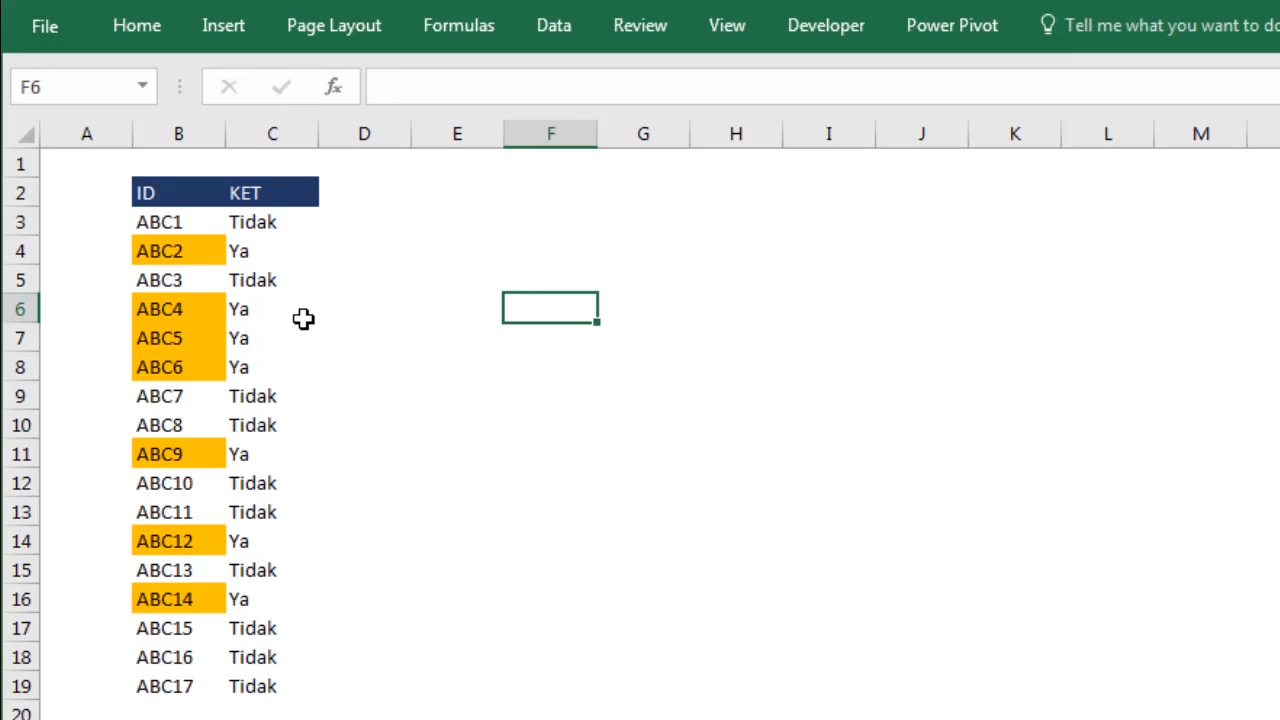 File Home Insert Page Layout Formulas Data Review View Developer Power Pivot Tell me what you want to do
F6 fx
A B C D E F G H I J K L M
1
2 ID KET
3 ABC1 Tidak
4 ABC2 Ya
5 ABC3 Tidak
6 ABC4 Ya
7 ABC5 Ya
8 ABC6 Ya
9 ABC7 Tidak
10 ABC8 Tidak
11 ABC9 Ya
12 ABC10 Tidak
13 ABC11 Tidak
14 ABC12 Ya
15 ABC13 Tidak
16 ABC14 Ya
17 ABC15 Tidak
18 ABC16 Tidak
19 ABC17 Tidak
20